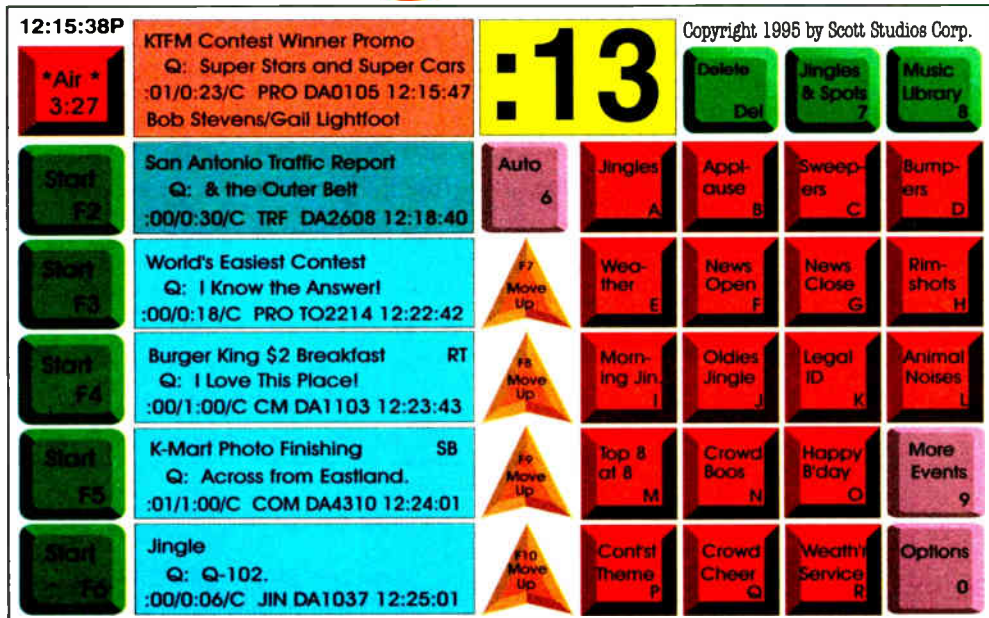 12:15:38P
*Air *
3:27
KTFM Contest Winner Promo
Q: Super Stars and Super Cars
:01/0:23/C PRO DA0105 12:15:47
Bob Stevens/Gail Lightfoot
:13
Copyright 1995 by Scott Studios Corp.
Delete
Del
Jingles
& Spots
7
Music
Library
8
Start
F2
San Antonio Traffic Report
Q: & the Outer Belt
:00/0:30/C TRF DA2608 12:18:40
Auto
6
Jingles
A
Appl-
ause
B
Sweep-
ers
C
Bump-
ers
D
Start
F3
World's Easiest Contest
Q: I Know the Answer!
:00/0:18/C PRO TO2214 12:22:42
F7
Move
Up
Wea-
ther
E
News
Open
F
News
Close
G
Rim-
shots
H
Start
F4
Burger King $2 Breakfast RT
Q: I Love This Place!
:00/1:00/C CM DA1103 12:23:43
F8
Move
Up
Morn-
ing Jin.
I
Oldies
Jingle
J
Legal
ID
K
Animal
Noises
L
Start
F5
K-Mart Photo Finishing SB
Q: Across from Eastland.
:01/1:00/C COM DA4310 12:24:01
F9
Move
Up
Top 8
at 8
M
Crowd
Boos
N
Happy
B'day
O
More
Events
9
Start
F6
Jingle
Q: Q-102.
:00/0:06/C JIN DA1037 12:25:01
F10
Move
Up
Cont'st
Theme
P
Crowd
Cheer
Q
Weath'r
Service
R
Options
0